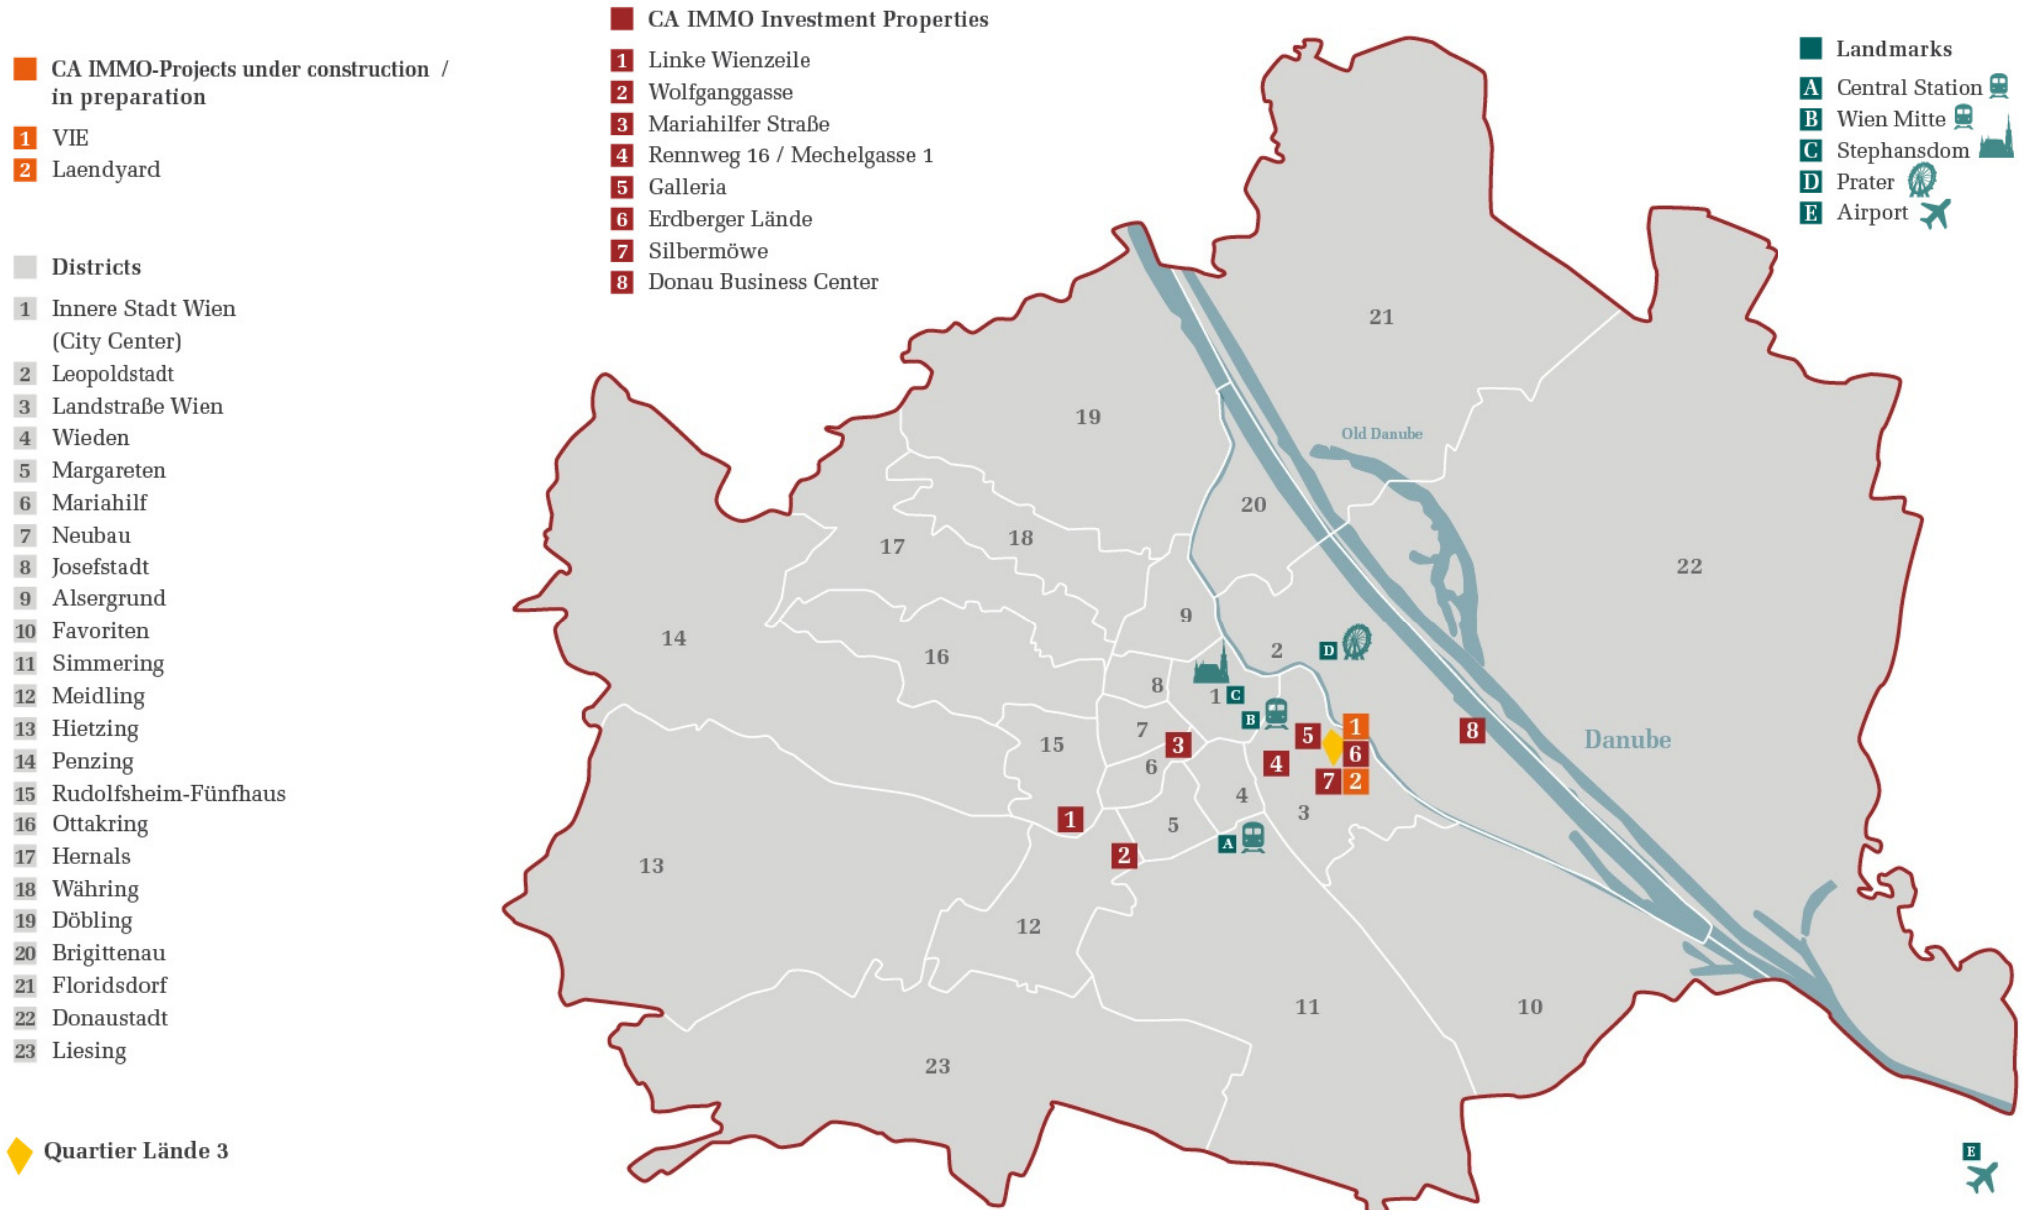 CA IMMO-Projects under construction /
in preparation
1 VIE
2 Laendyard
Districts
1 Innere Stadt Wien
(City Center)
2 Leopoldstadt
3 Landstraße Wien
4 Wieden
5 Margareten
6 Mariahilf
7 Neubau
8 Josefstadt
9 Alsergrund
10 Favoriten
11 Simmering
12 Meidling
13 Hietzing
14 Penzing
15 Rudolfsheim-Fünfhaus
16 Ottakring
17 Hernals
18 Währing
19 Döbling
20 Brigittenau
21 Floridsdorf
22 Donaustadt
23 Liesing
Quartier Lände 3
CA IMMO Investment Properties
1 Linke Wienzeile
2 Wolfganggasse
3 Mariahilfer Straße
4 Rennweg 16 / Mechelgasse 1
5 Galleria
6 Erdberger Lände
7 Silbermöwe
8 Donau Business Center
Landmarks
A Central Station
B Wien Mitte
C Stephansdom
D Prater
E Airport
21
19
Old Danube
20
18
17
22
9
14
16
2
D
8
1
C
B
7
15
3
5
1
6
8
Danube
6
4
7
2
4
3
1
5
A
2
13
12
11
10
23
E